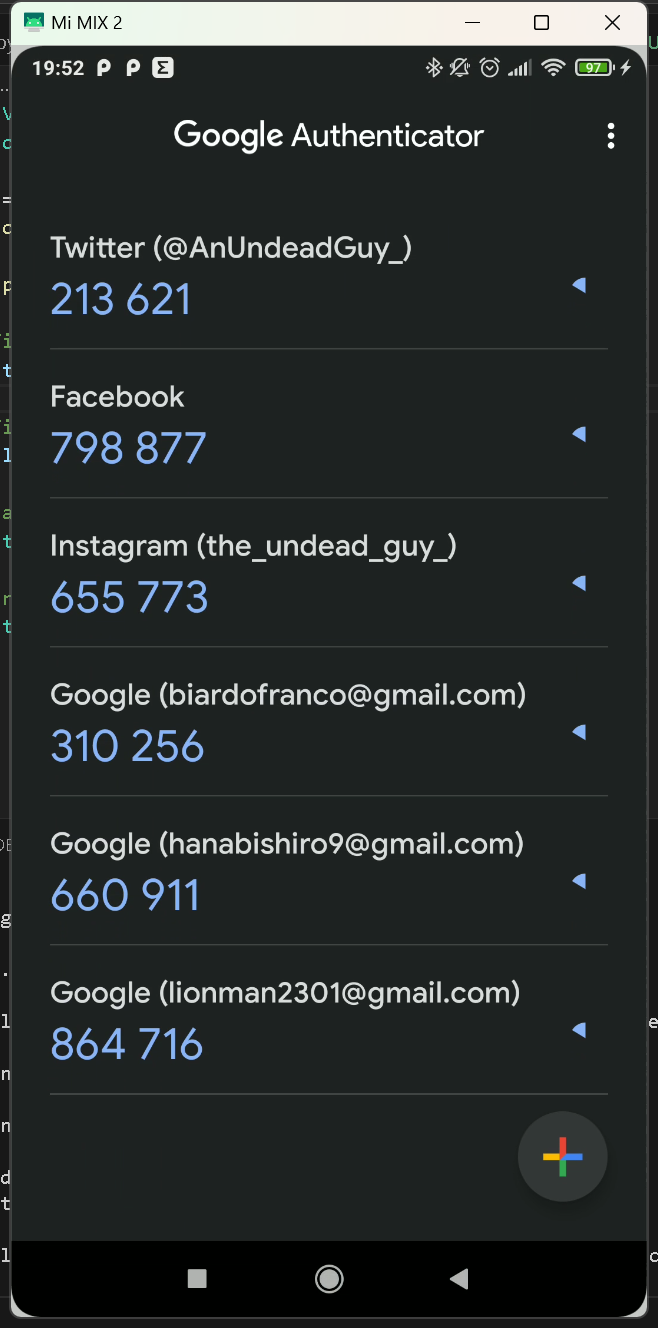 Mi MIX 2
19:52
97
Google Authenticator
Twitter (@AnUndeadGuy_)
213 621
Facebook
798 877
Instagram (the_undead_guy_)
655 773
Google (biardofranco@gmail.com)
310 256
Google (hanabishiro9@gmail.com)
660 911
Google (lionman2301@gmail.com)
864 716